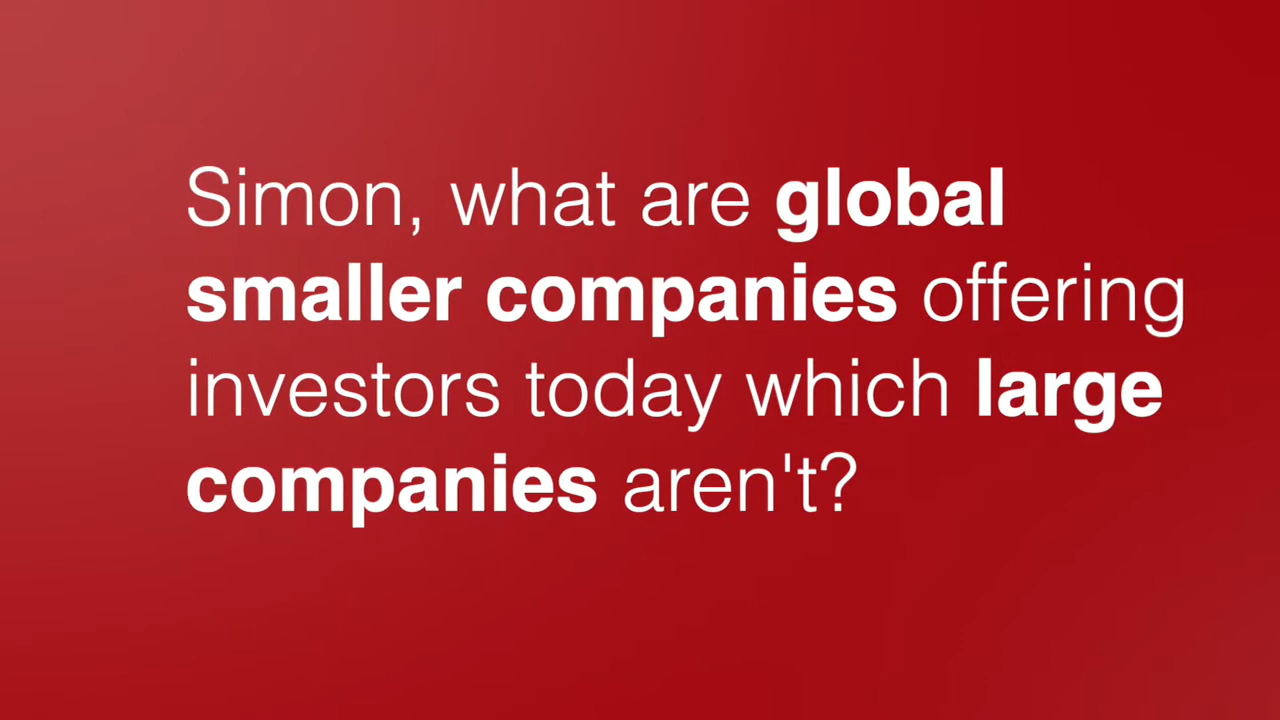 Simon, what are global
smaller companies offering
investors today which large
companies aren't?